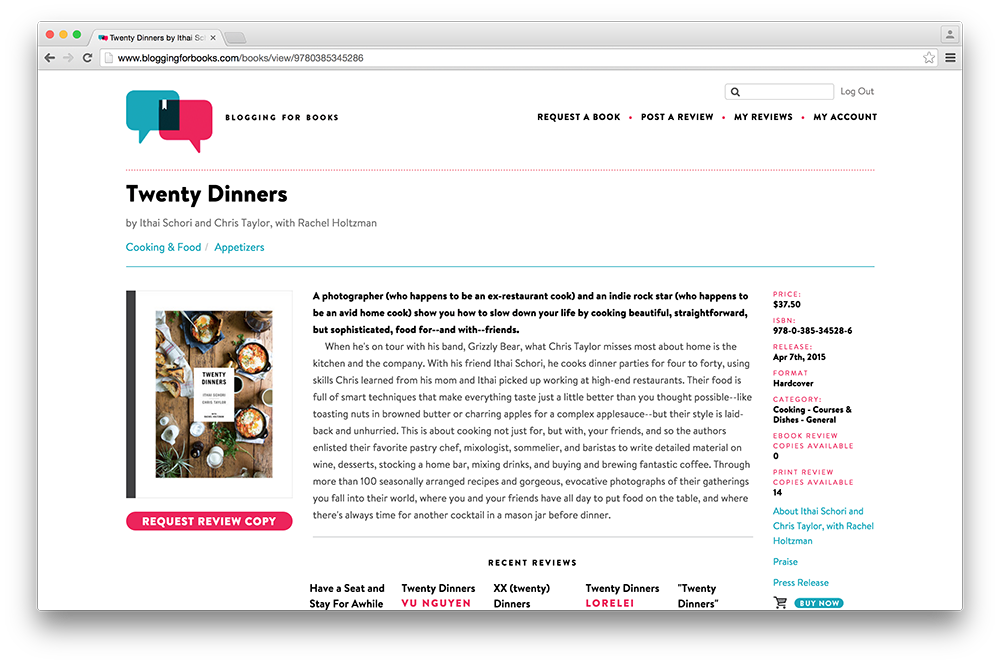 Twenty Dinners by Ithai Sc
www.bloggingforbooks.com/books/view/9780385345286
Log Out
BLOGGING FOR BOOKS
REQUEST A BOOK • POST A REVIEW • MY REVIEWS • MY ACCOUNT
Twenty Dinners
by Ithai Schori and Chris Taylor, with Rachel Holtzman
Cooking & Food / Appetizers
TWENTY
DINNERS
ITHAI SCHORI
CHRIS TAYLOR
REQUEST REVIEW COPY
A photographer (who happens to be an ex-restaurant cook) and an indie rock star (who happens to
be an avid home cook) show you how to slow down your life by cooking beautiful, straightforward,
but sophisticated, food for--and with--friends.
When he's on tour with his band, Grizzly Bear, what Chris Taylor misses most about home is the
kitchen and the company. With his friend Ithai Schori, he cooks dinner parties for four to forty, using
skills Chris learned from his mom and Ithai picked up working at high-end restaurants. Their food is
full of smart techniques that make everything taste just a little better than you thought possible--like
toasting nuts in browned butter or charring apples for a complex applesauce--but their style is laid-
back and unhurried. This is about cooking not just for, but with, your friends, and so the authors
enlisted their favorite pastry chef, mixologist, sommelier, and baristas to write detailed material on
wine, desserts, stocking a home bar, mixing drinks, and buying and brewing fantastic coffee. Through
more than 100 seasonally arranged recipes and gorgeous, evocative photographs of their gatherings
you fall into their world, where you and your friends have all day to put food on the table, and where
there's always time for another cocktail in a mason jar before dinner.
PRICE:
$37.50
ISBN:
978-0-385-34528-6
RELEASE:
Apr 7th, 2015
FORMAT
Hardcover
CATEGORY:
Cooking - Courses &
Dishes - General
EBOOK REVIEW
COPIES AVAILABLE
0
PRINT REVIEW
COPIES AVAILABLE
14
About Ithai Schori and
Chris Taylor, with Rachel
Holtzman
Praise
Press Release
BUY NOW
RECENT REVIEWS
Have a Seat and
Stay For Awhile
Twenty Dinners
VU NGUYEN
XX (twenty)
Dinners
Twenty Dinners
LORELEI
"Twenty
Dinners"